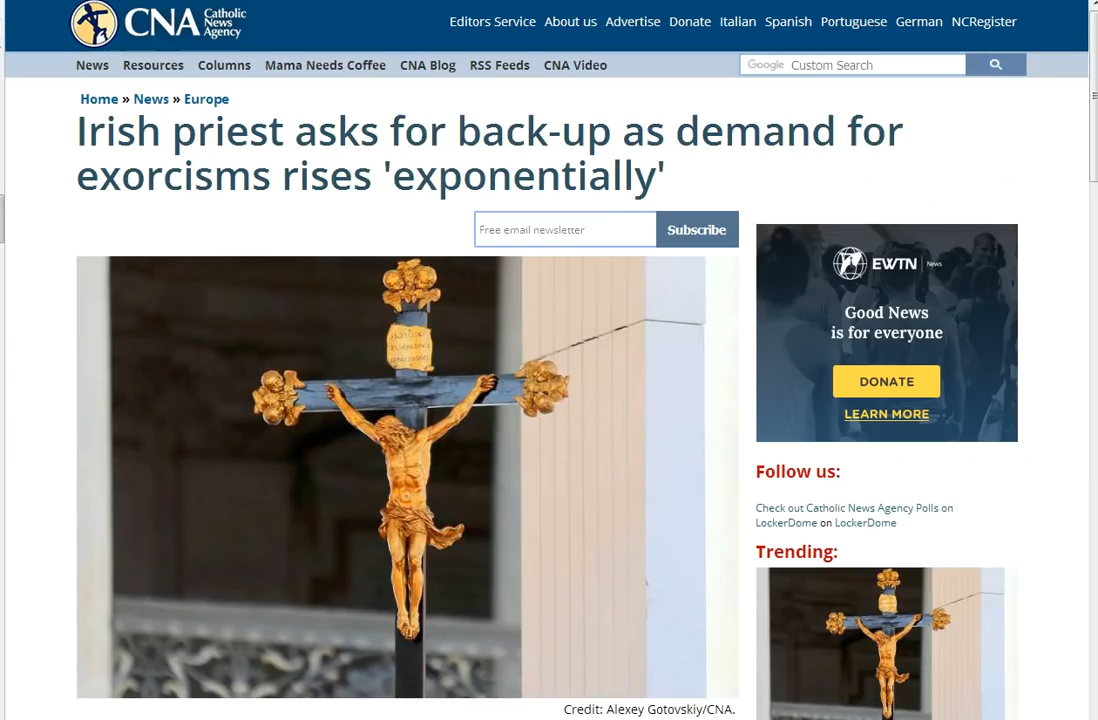 CNA Catholic
News
Agency
Editors Service About us Advertise Donate Italian Spanish Portuguese German NCRegister
News Resources Columns Mama Needs Coffee CNA Blog RSS Feeds CNA Video
Google Custom Search
Home » News » Europe
Irish priest asks for back-up as demand for
exorcisms rises 'exponentially'
Free email newsletter Subscribe
EWTN News
Good News
is for everyone
DONATE
LEARN MORE
Follow us:
Check out Catholic News Agency Polls on
LockerDome on LockerDome
Trending:
Credit: Alexey Gotovskiy/CNA.